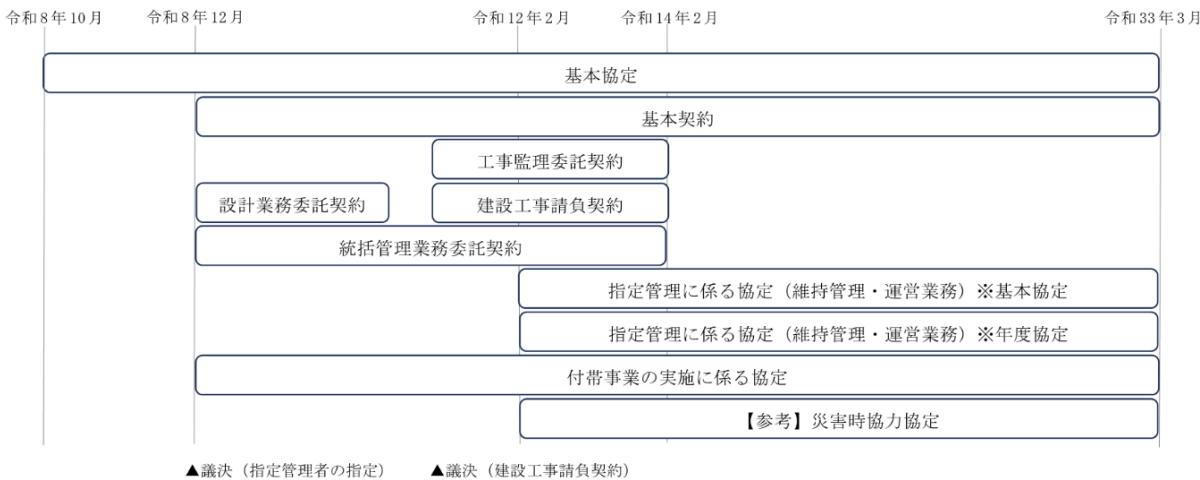 令和8年10月
令和8年12月
令和12年2月
令和14年2月
令和33年3月
基本協定
基本契約
工事監理委託契約
設計業務委託契約
建設工事請負契約
統括管理業務委託契約
指定管理に係る協定（維持管理・運営業務）※基本協定
指定管理に係る協定（維持管理・運営業務）※年度協定
付帯事業の実施に係る協定
【参考】災害時協力協定
▲議決（指定管理者の指定）
▲議決（建設工事請負契約）